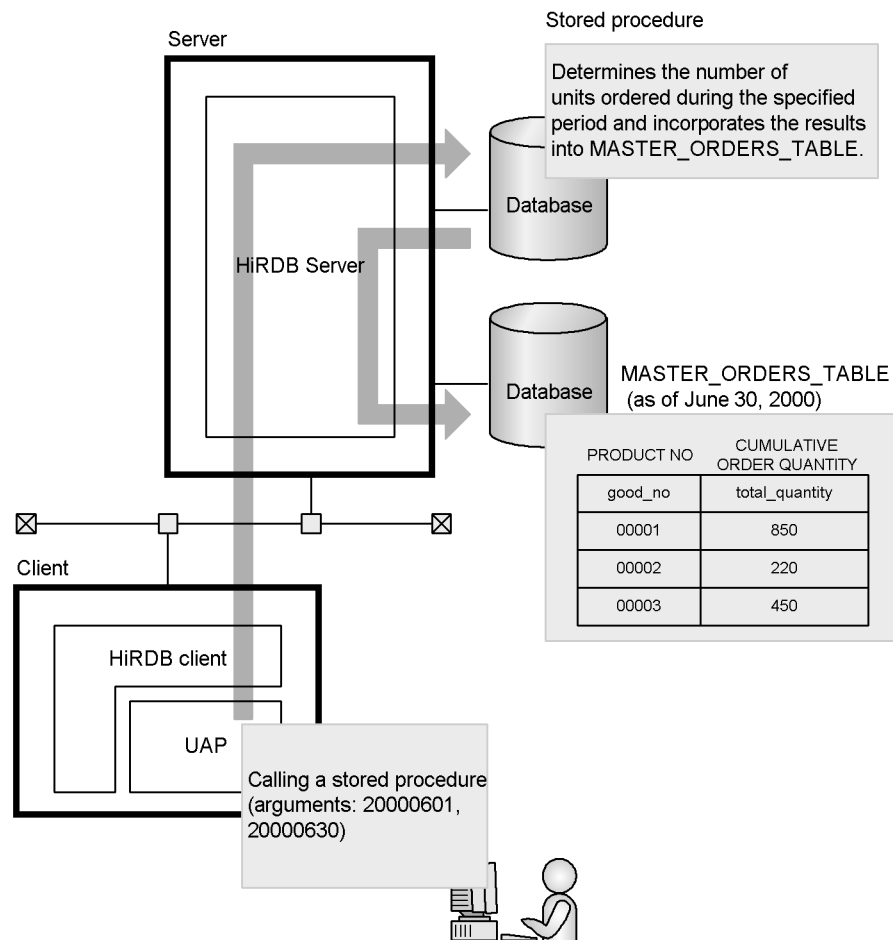 Stored procedure
Server
Determines the number of
units ordered during the specified
period and incorporates the results
into MASTER_ORDERS_TABLE.
Database
HiRDB Server
Database
MASTER_ORDERS_TABLE
(as of June 30, 2000)
PRODUCT NO
CUMULATIVE
ORDER QUANTITY
good_no total_quantity
00001 850
00002 220
00003 450
Client
HiRDB client
UAP
Calling a stored procedure
(arguments: 20000601,
20000630)